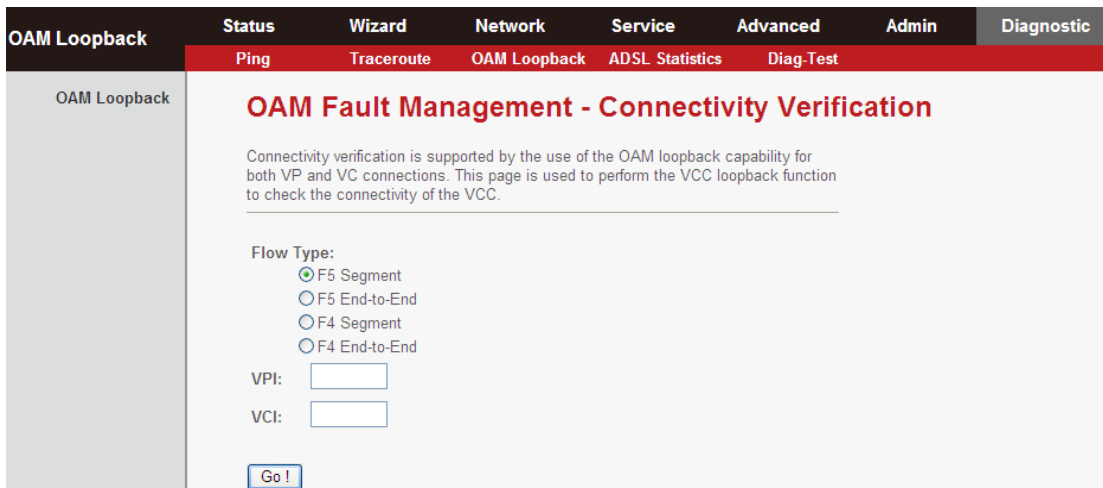 OAM Loopback
Status Wizard Network Service Advanced Admin Diagnostic
Ping Traceroute OAM Loopback ADSL Statistics Diag-Test
OAM Loopback
OAM Fault Management - Connectivity Verification
Connectivity verification is supported by the use of the OAM loopback capability for
both VP and VC connections. This page is used to perform the VCC loopback function
to check the connectivity of the VCC.
Flow Type:
F5 Segment
F5 End-to-End
F4 Segment
F4 End-to-End
VPI:
VCI:
Go !